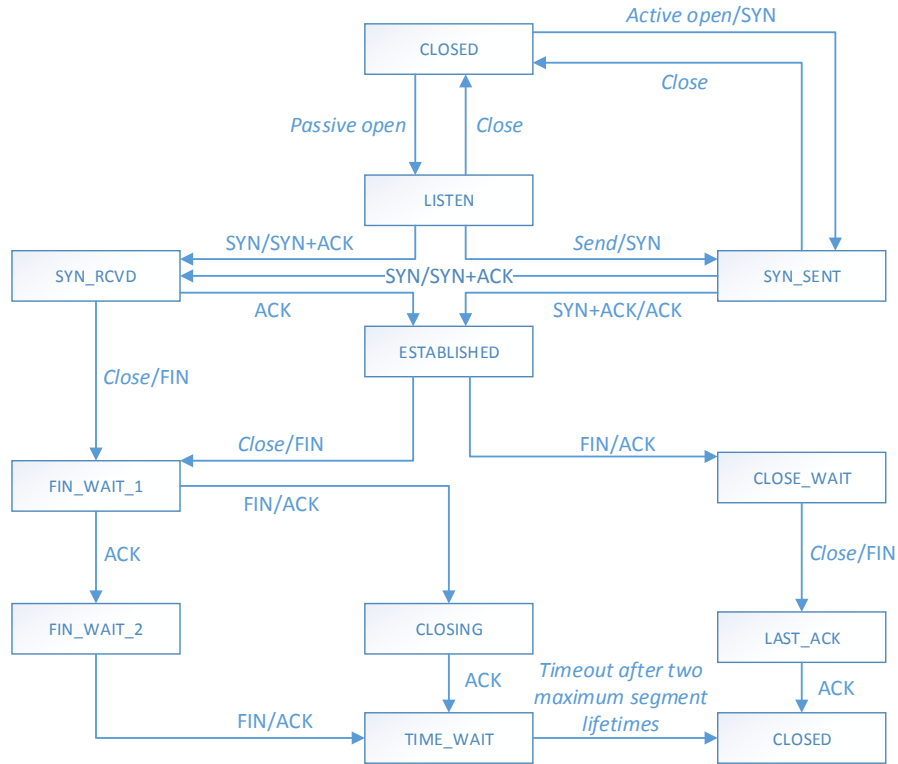 Active open/SYN
CLOSED
Close
Passive open
Close
LISTEN
SYN/SYN+ACK
Send/SYN
SYN_RCVD
SYN/SYN+ACK
SYN_SENT
ACK
SYN+ACK/ACK
ESTABLISHED
Close/FIN
Close/FIN
FIN/ACK
FIN_WAIT_1
FIN/ACK
CLOSE_WAIT
ACK
Close/FIN
FIN_WAIT_2
CLOSING
LAST_ACK
ACK
Timeout after two
maximum segment
lifetimes
ACK
FIN/ACK
TIME_WAIT
CLOSED